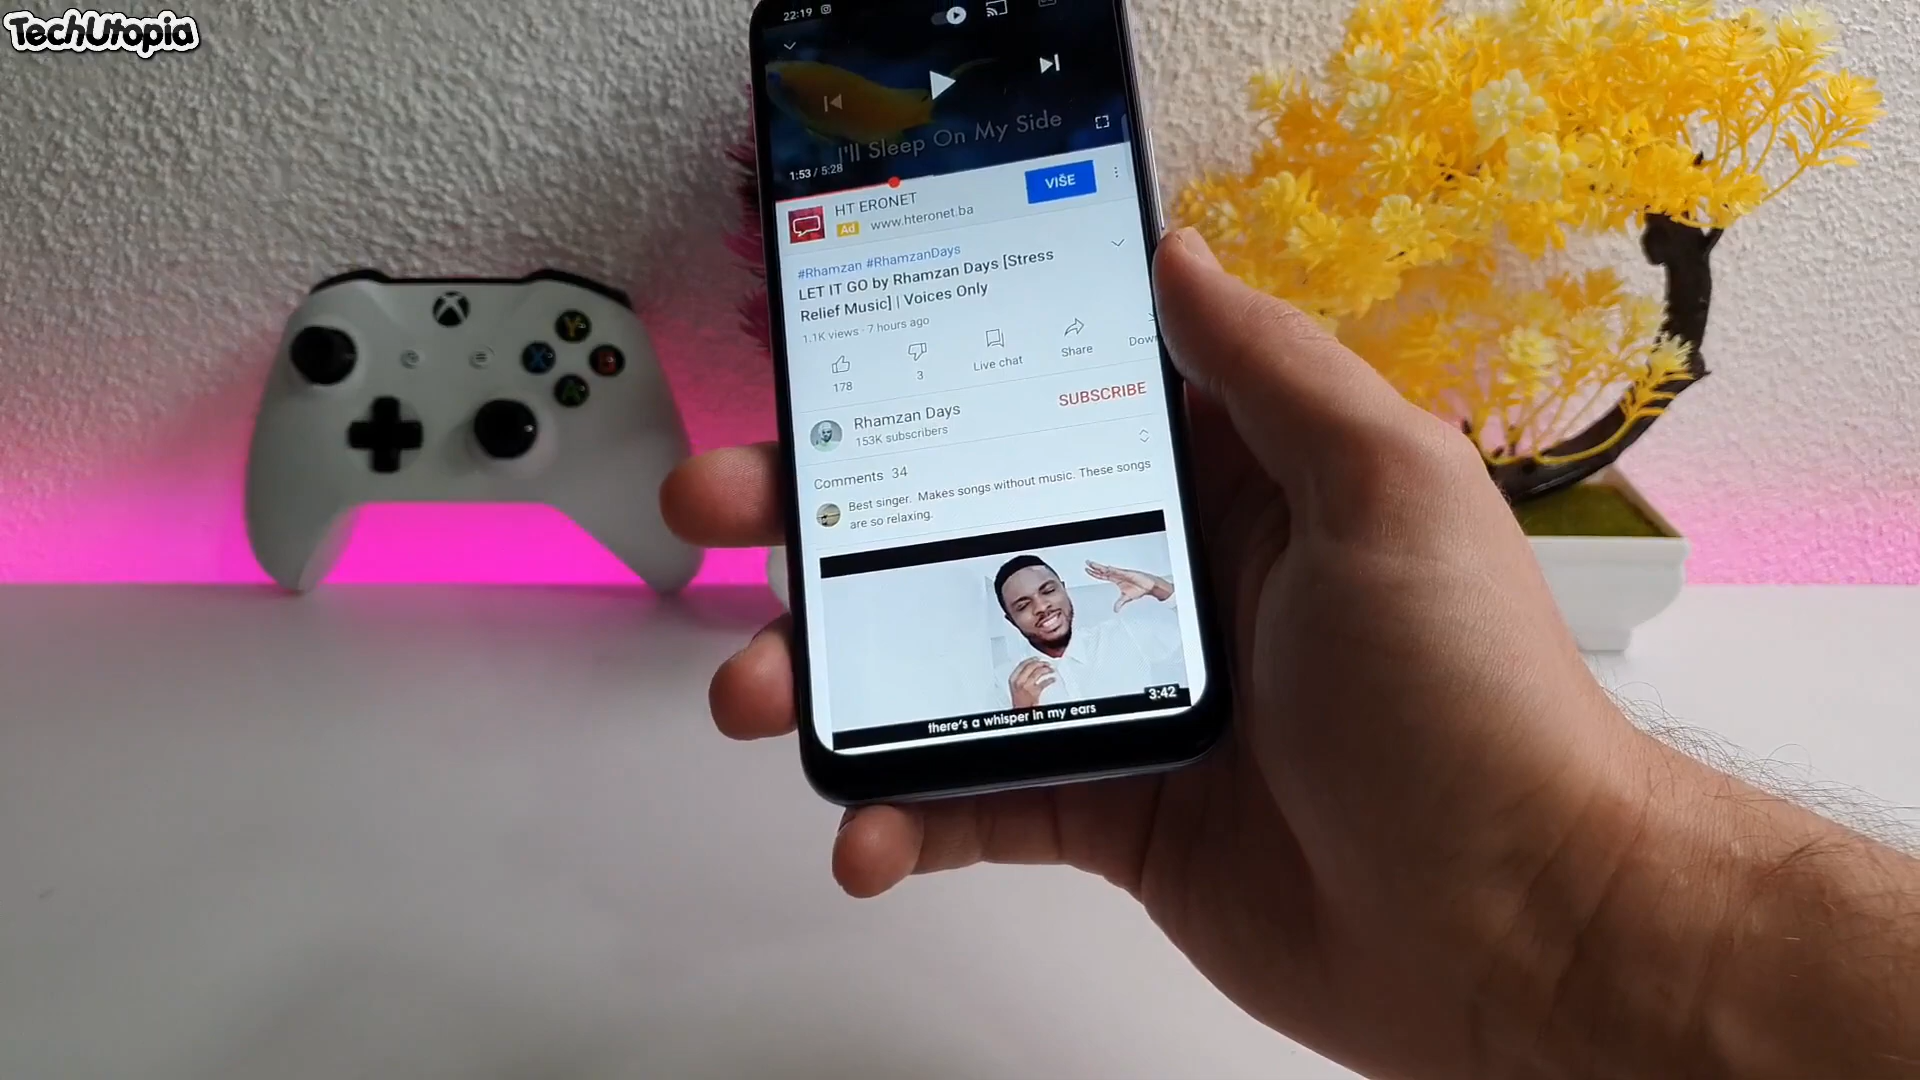 TechUtopia
22:19
I'll Sleep On My Side
1:53 / 5:28
HT ERONET
Ad www.hteronet.ba
VIŠE
#Rhamzan #RhamzanDays
LET IT GO by Rhamzan Days [Stress
Relief Music] | Voices Only
1.1K views · 7 hours ago
178
3
Live chat
Share
Dow
Rhamzan Days
153K subscribers
SUBSCRIBE
Comments 34
Best singer. Makes songs without music. These songs
are so relaxing.
there's a whisper in my ears
3:42
Y
X
B
A